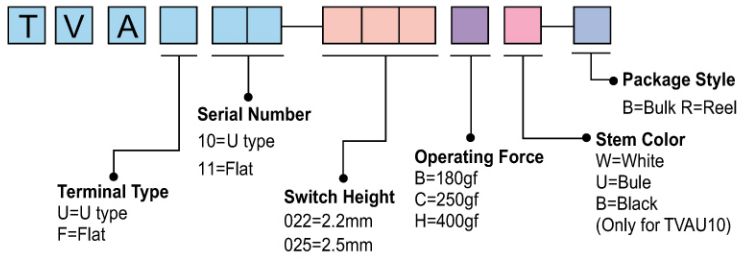 T V A
Package Style
B=Bulk R=Reel
Serial Number
10=U type
11=Flat
Stem Color
W=White
U=Bule
B=Black
(Only for TVAU10)
Operating Force
B=180gf
C=250gf
H=400gf
Terminal Type
U=U type
F=Flat
Switch Height
022=2.2mm
025=2.5mm